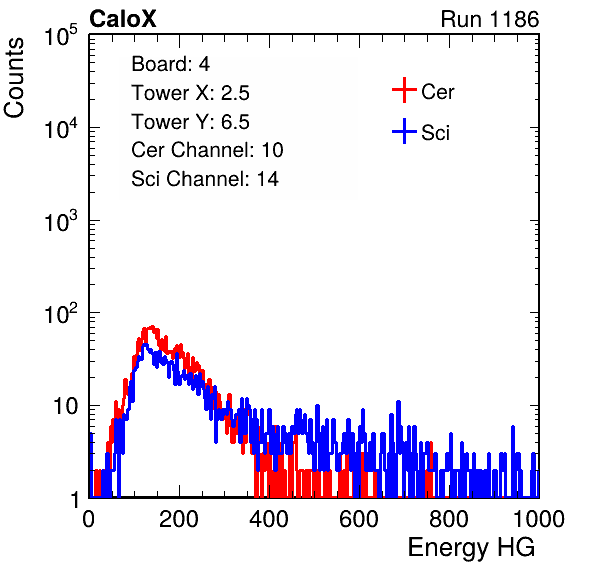 CaloX Run 1186
Counts
10^5
10^4
10^3
10^2
10
1
Board: 4
Tower X: 2.5
Tower Y: 6.5
Cer Channel: 10
Sci Channel: 14
Cer
Sci
0 200 400 600 800 1000
Energy HG